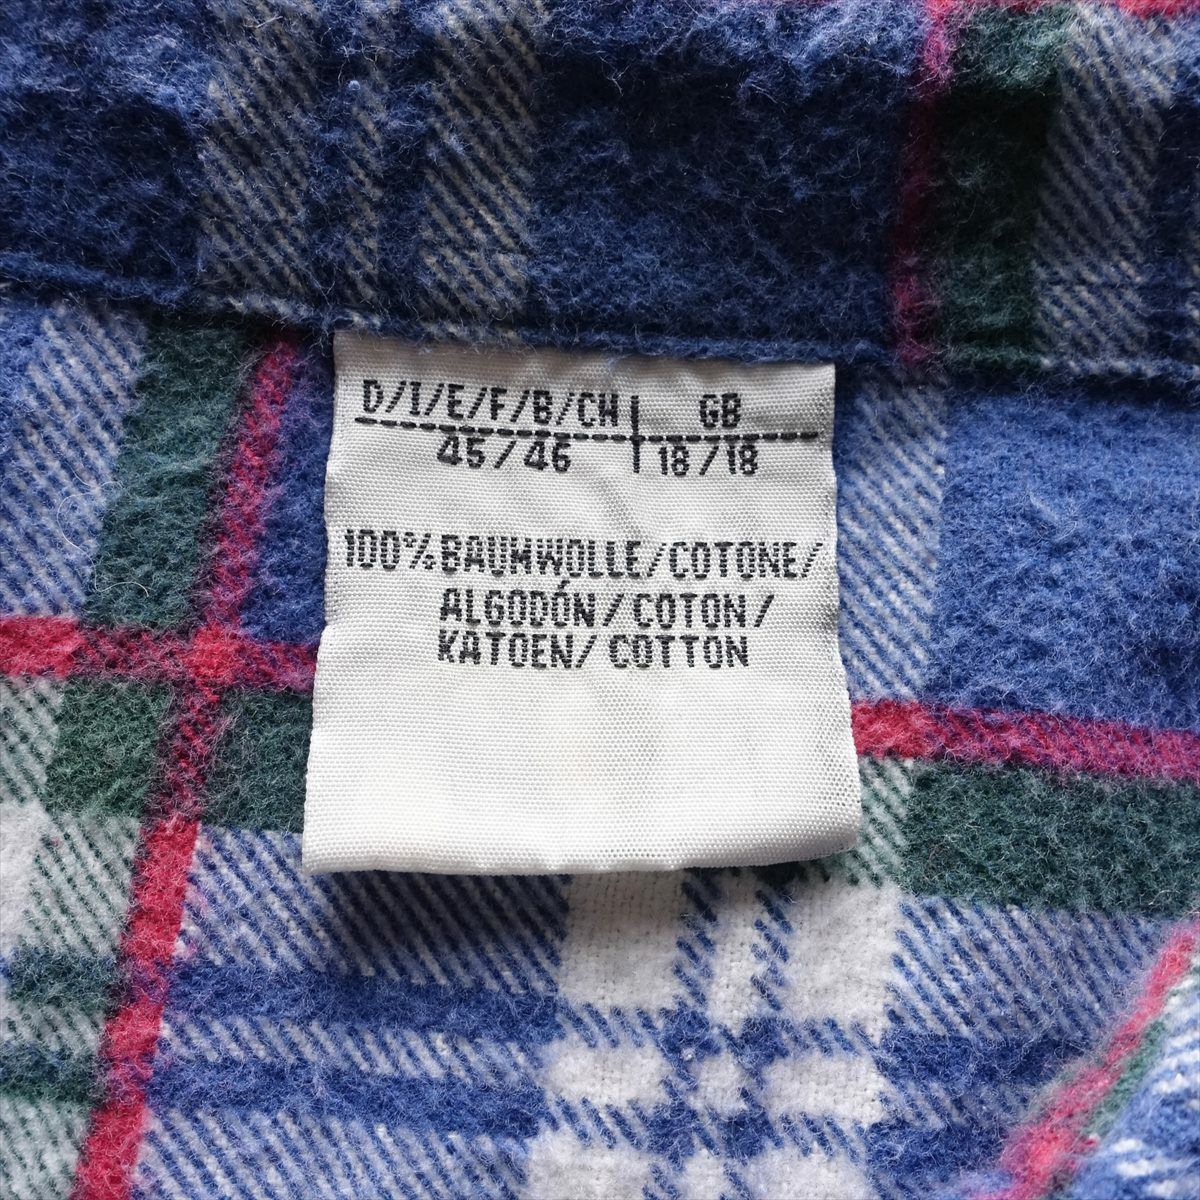 D/I/E/F/B/CH | GB
45/46 | 18/18
100% BAUMWOLLE/COTONE/
ALGODÓN/COTON/
KATOEN/COTTON